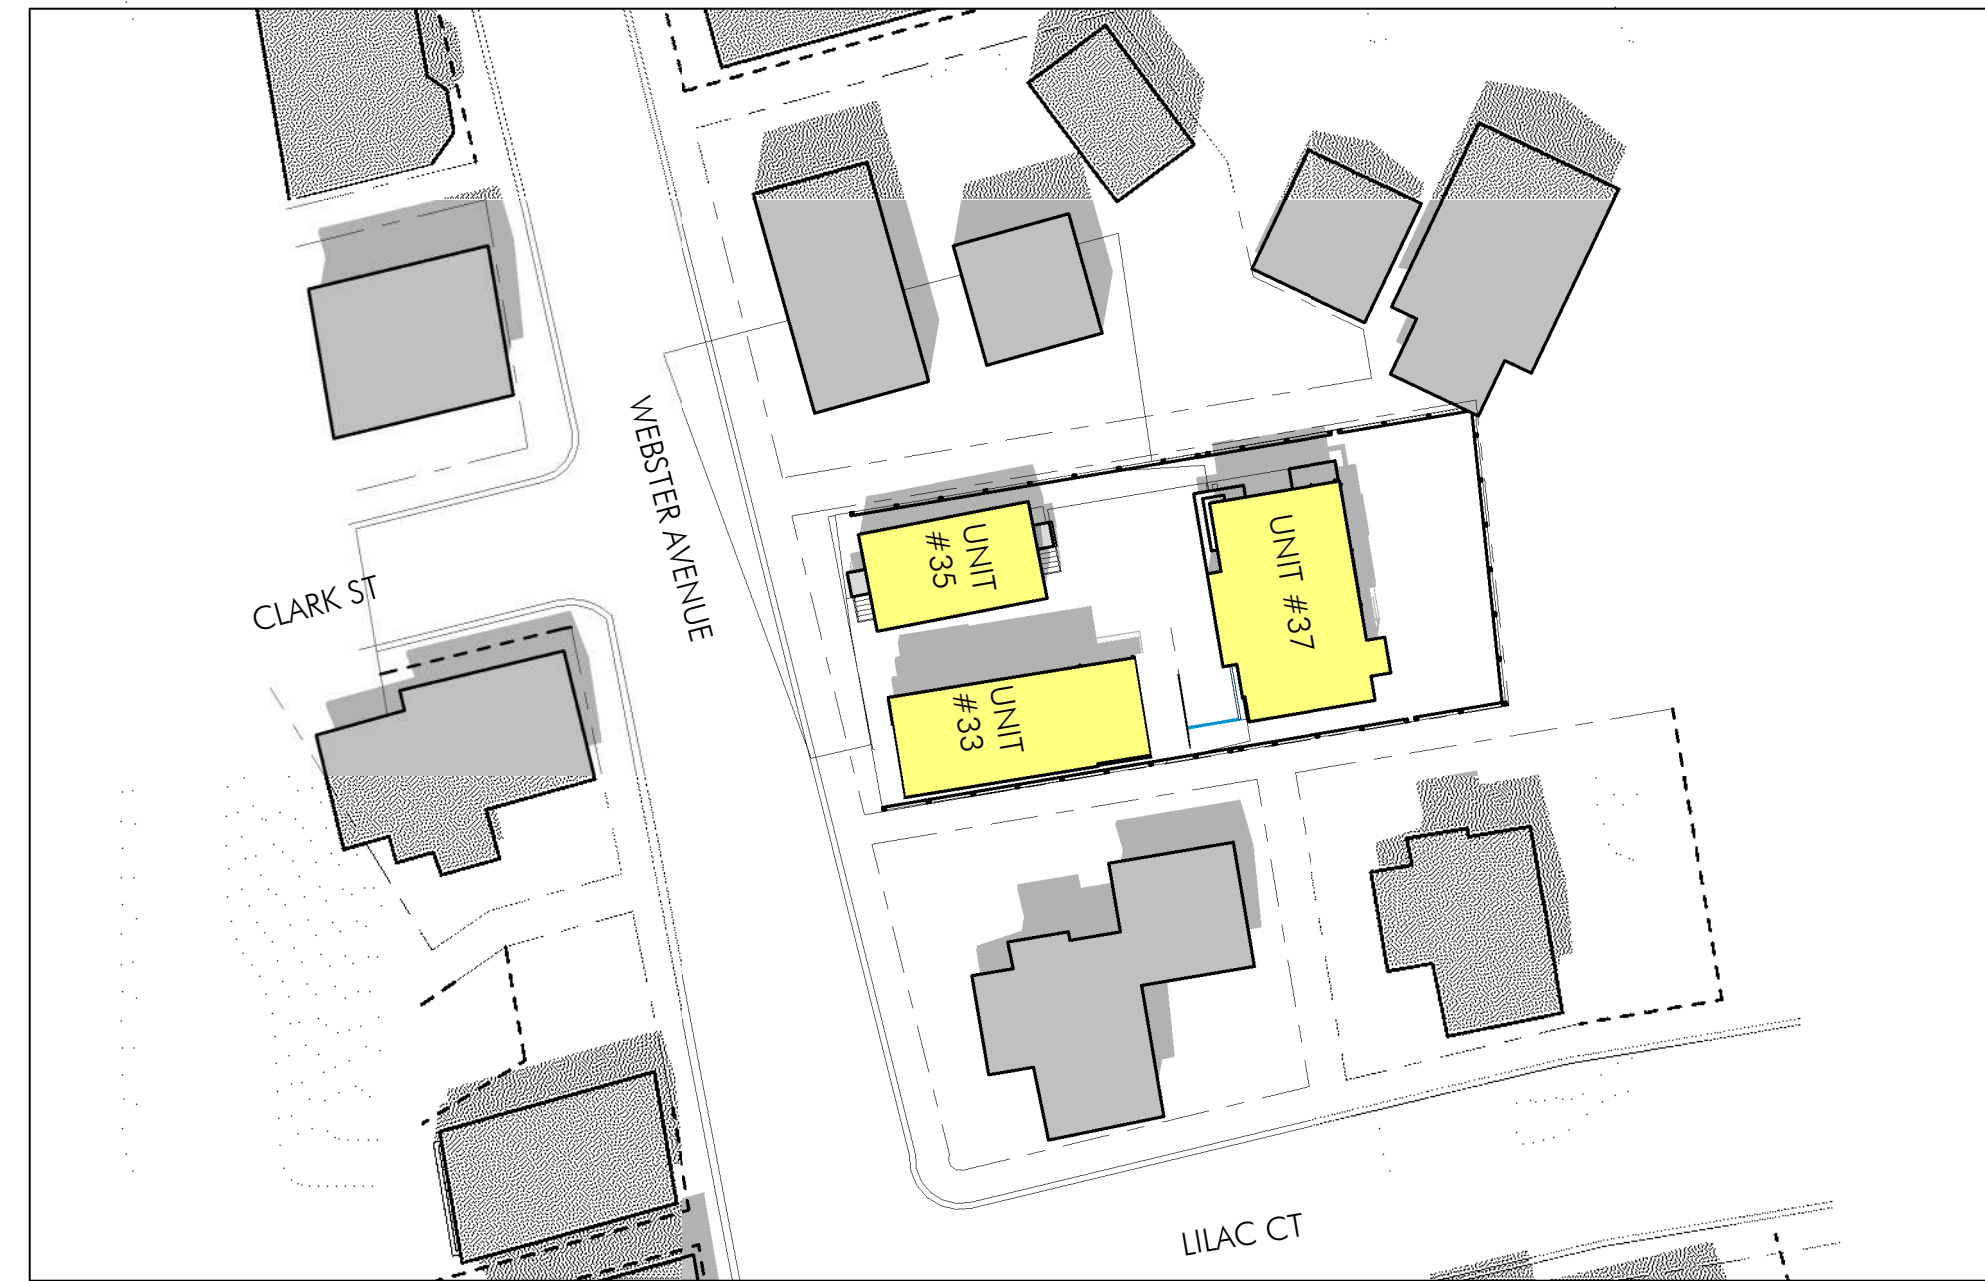 WEBSTER AVENUE
CLARK ST
UNIT
#35
UNIT #37
UNIT
#33
LILAC CT